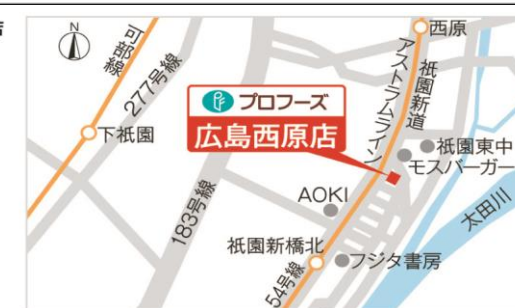 店
N
可部線
277号線
西原
祇園新道
アストラムライン
プロフーズ
広島西原店
下祇園
祇園東中
モスバーガー
183号線
AOKI
太田川
祇園新橋北
フジタ書房
54号線